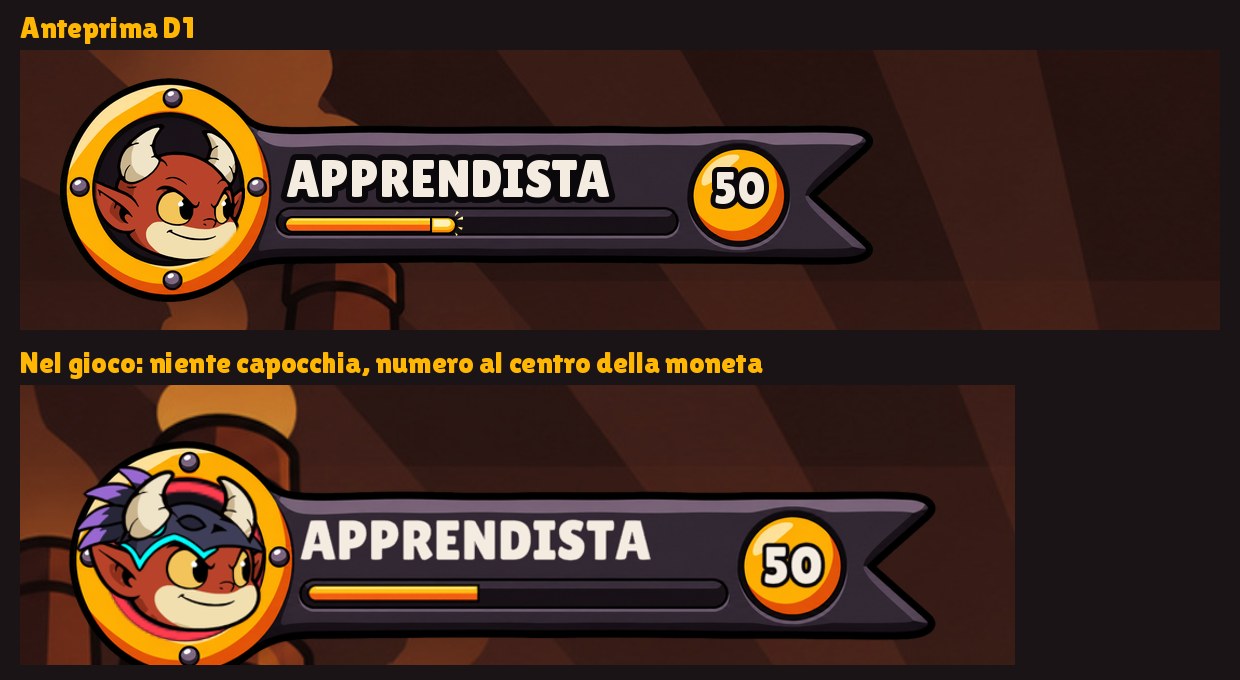 Anteprima D1
APPRENDISTA
50
Nel gioco: niente capocchia, numero al centro della moneta
APPRENDISTA
50